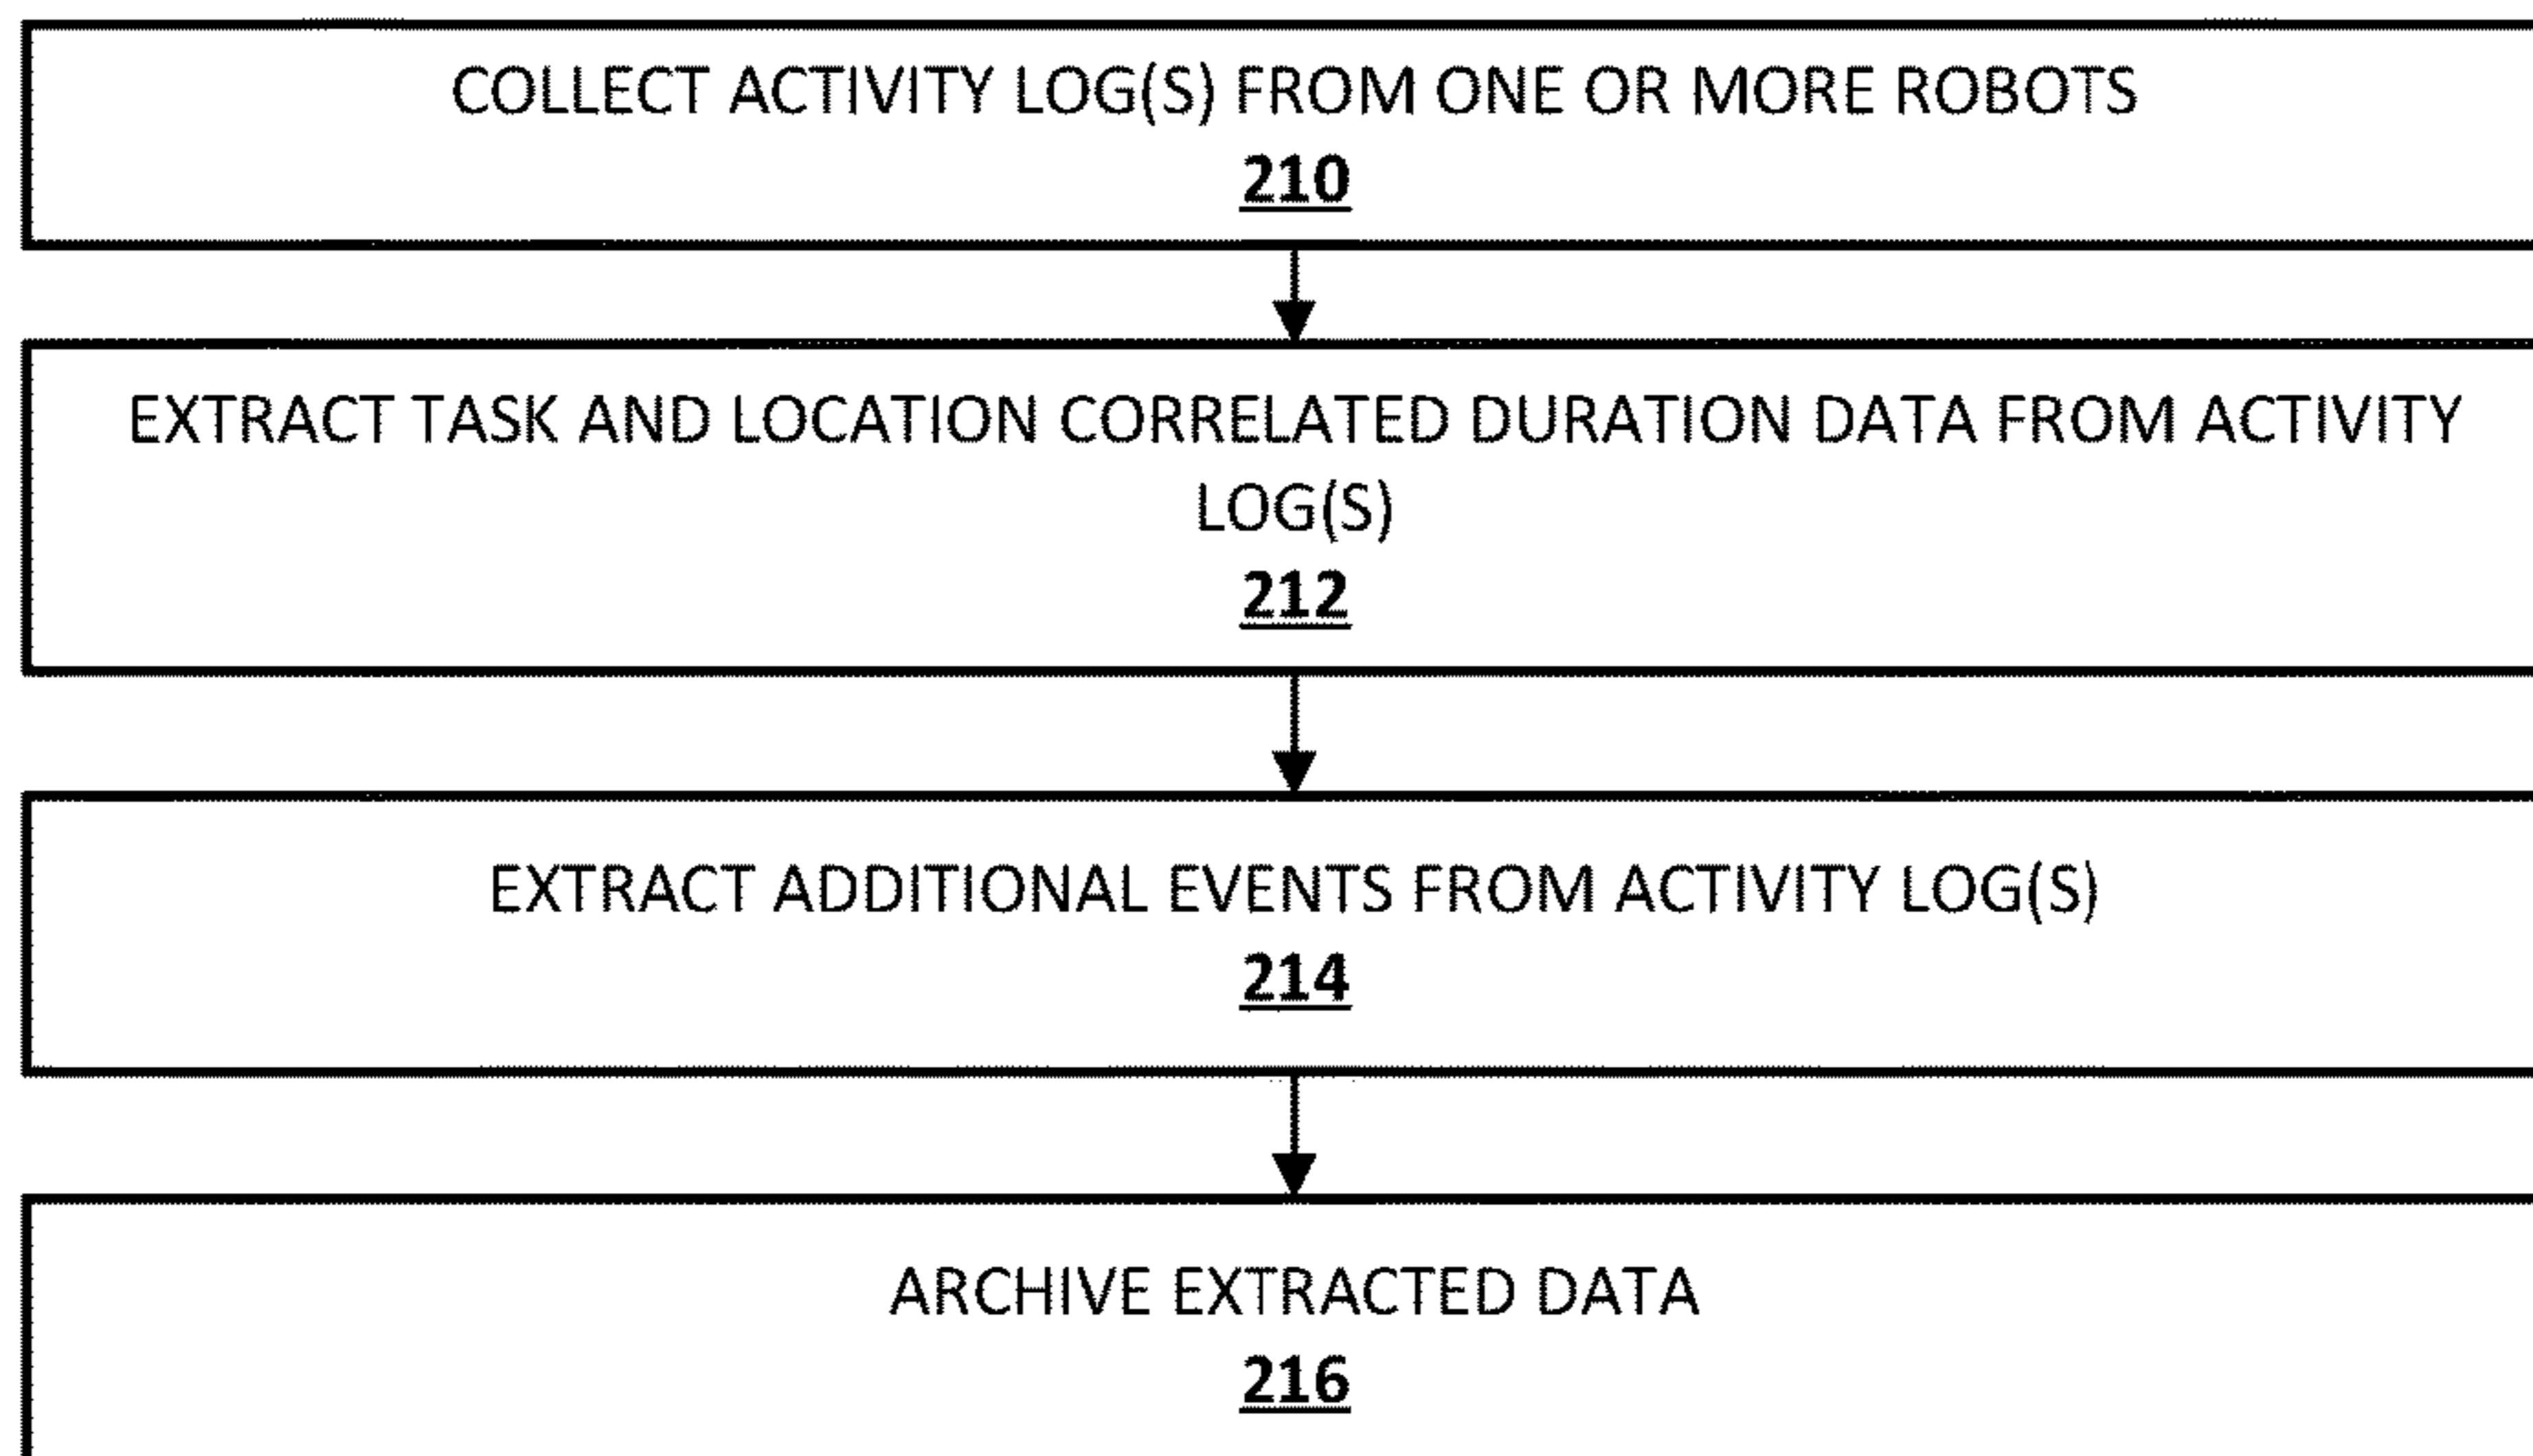 COLLECT ACTIVITY LOG(S) FROM ONE OR MORE ROBOTS
210
EXTRACT TASK AND LOCATION CORRELATED DURATION DATA FROM ACTIVITY
LOG(S)
212
EXTRACT ADDITIONAL EVENTS FROM ACTIVITY LOG(S)
214
ARCHIVE EXTRACTED DATA
216